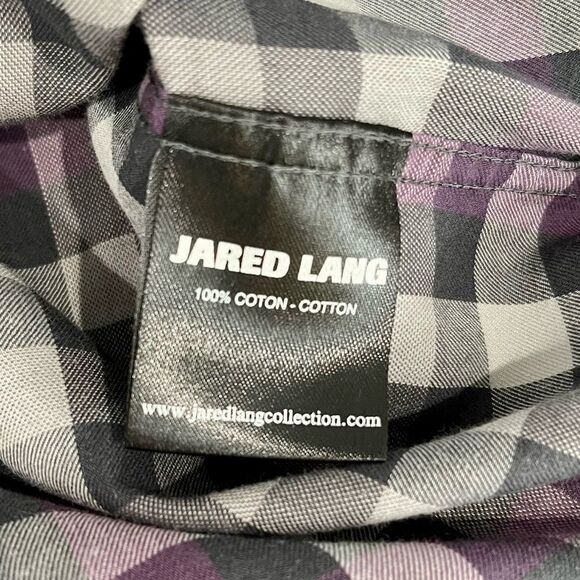 JARED LANG
100% COTON - COTTON
www.jaredlangcollection.com